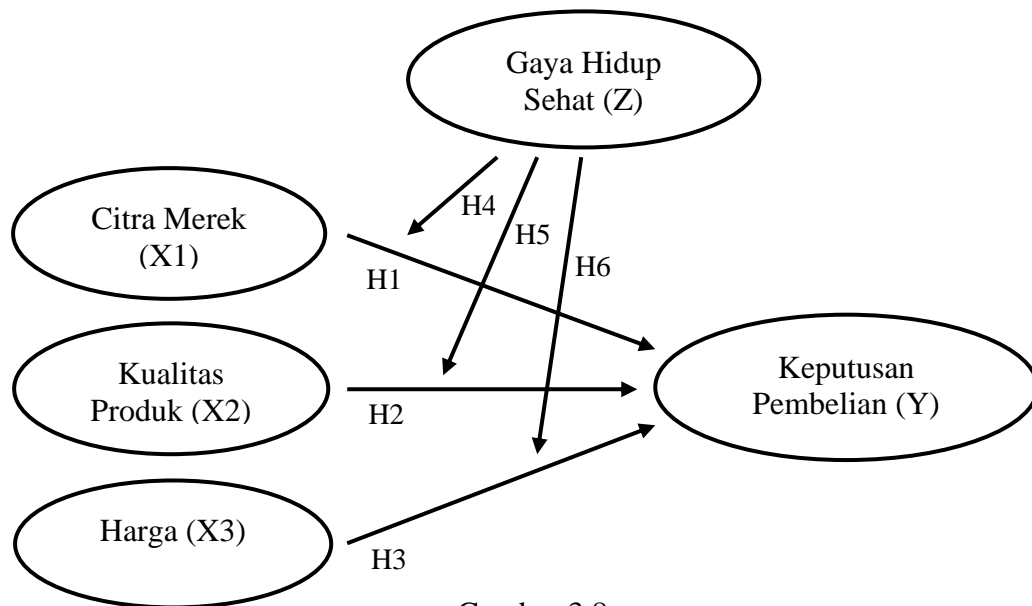 Gaya Hidup
Sehat (Z)
Citra Merek
(X1)
H4
H5
H6
H1
Kualitas
Produk (X2)
H2
Keputusan
Pembelian (Y)
Harga (X3)
H3